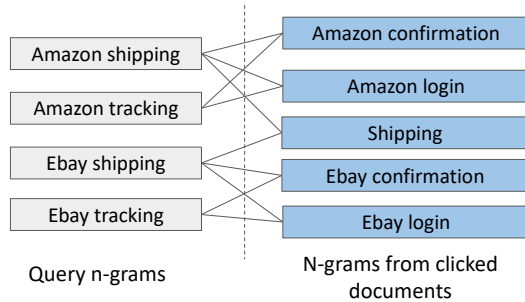 Amazon shipping
Amazon tracking
Ebay shipping
Ebay tracking
Query n-grams
Amazon confirmation
Amazon login
Shipping
Ebay confirmation
Ebay login
N-grams from clicked
documents